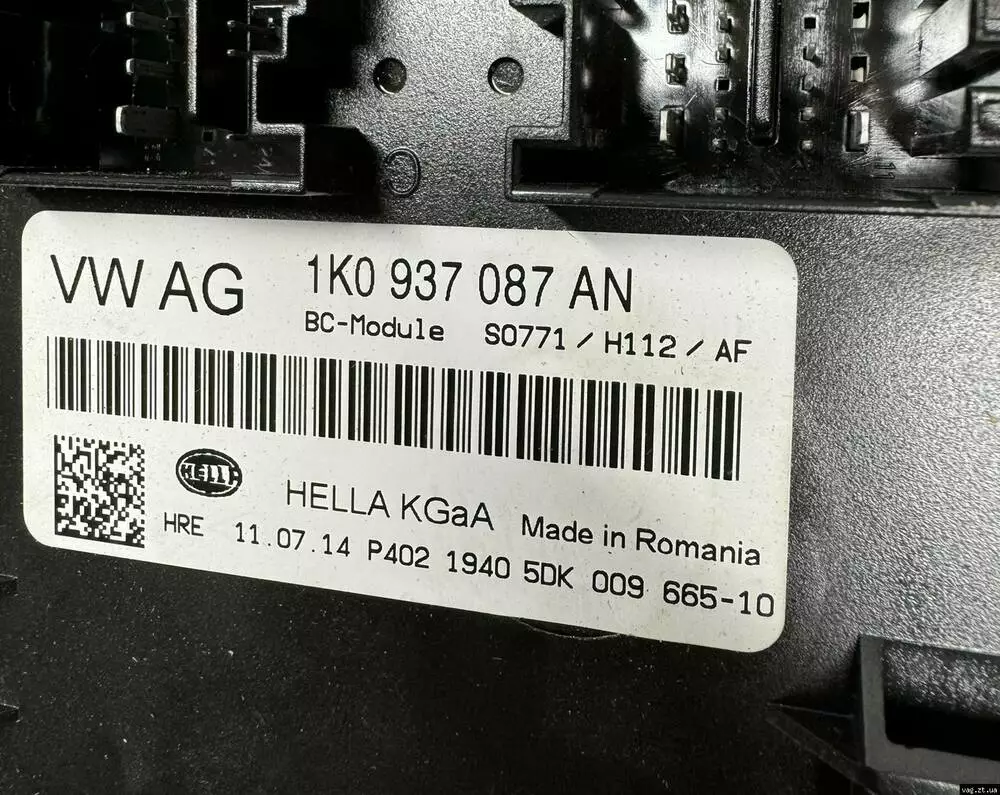 VW AG 1K0 937 087 AN
BC-Module S0771 / H112 / AF
HELLA
HELLA KGaA Made in Romania
HRE 11.07.14 P402 1940 5DK 009 665-10
C
11
vag.zt.ua